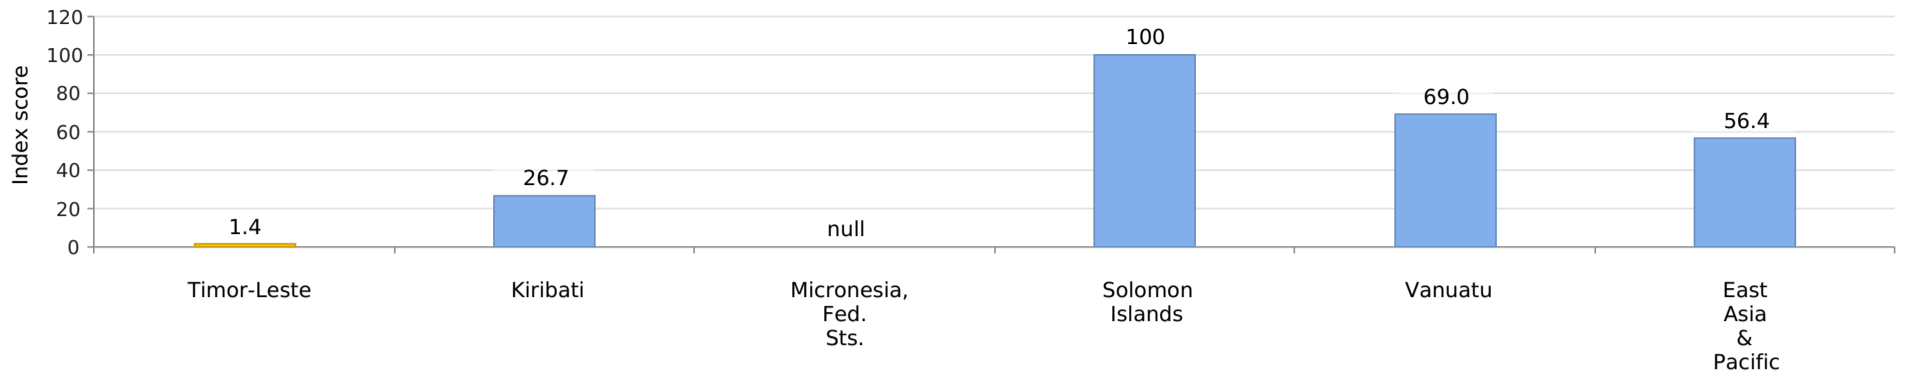 120
100
80
60
40
20
0
Index score
1.4
26.7
null
100
69.0
56.4
Timor-Leste
Kiribati
Micronesia,
Fed.
Sts.
Solomon
Islands
Vanuatu
East
Asia
&
Pacific